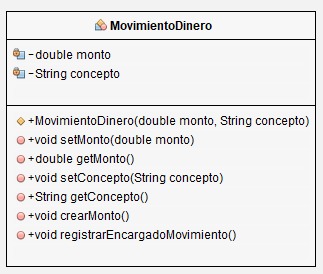 MovimientoDinero
-double monto
-String concepto
+MovimientoDinero(double monto, String concepto)
+void setMonto(double monto)
+double getMonto()
+void setConcepto(String concepto)
+String getConcepto()
+void crearMonto()
+void registrarEncargadoMovimiento()